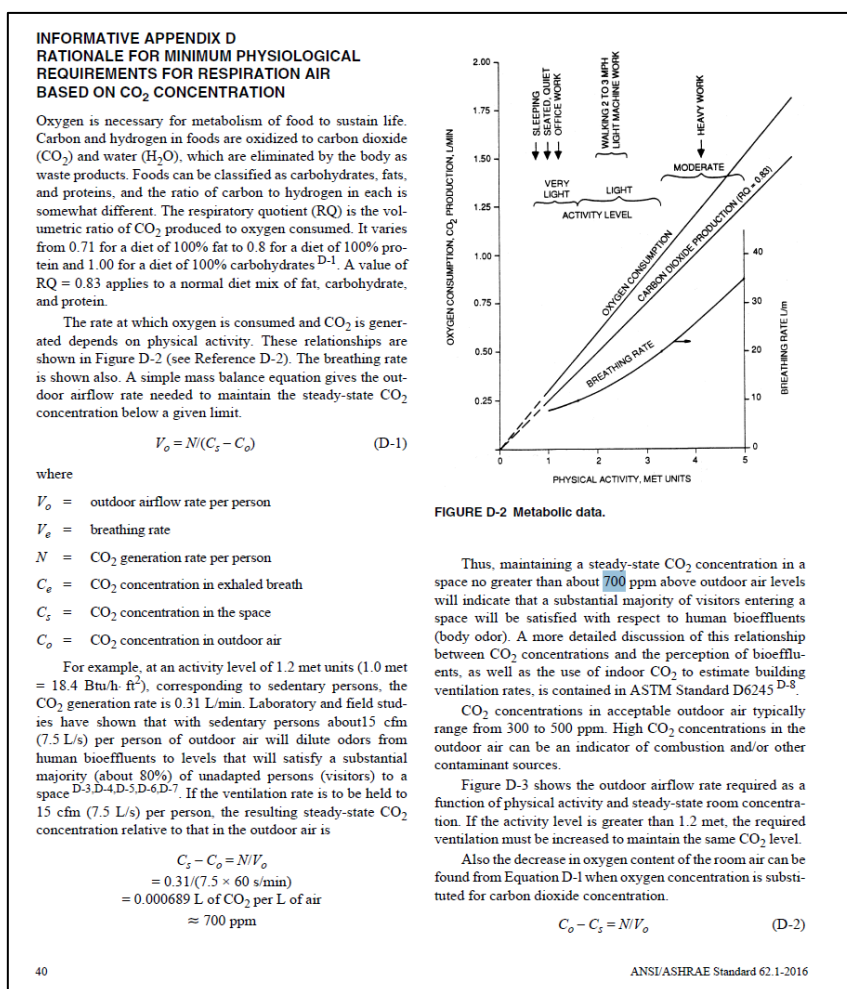 INFORMATIVE APPENDIX D
RATIONALE FOR MINIMUM PHYSIOLOGICAL
REQUIREMENTS FOR RESPIRATION AIR
BASED ON CO₂ CONCENTRATION
Oxygen is necessary for metabolism of food to sustain life.
Carbon and hydrogen in foods are oxidized to carbon dioxide
(CO₂) and water (H₂O), which are eliminated by the body as
waste products. Foods can be classified as carbohydrates, fats,
and proteins, and the ratio of carbon to hydrogen in each is
somewhat different. The respiratory quotient (RQ) is the vol-
umetric ratio of CO₂ produced to oxygen consumed. It varies
from 0.71 for a diet of 100% fat to 0.8 for a diet of 100% pro-
tein and 1.00 for a diet of 100% carbohydrates D-1. A value of
RQ = 0.83 applies to a normal diet mix of fat, carbohydrate,
and protein.
The rate at which oxygen is consumed and CO₂ is gener-
ated depends on physical activity. These relationships are
shown in Figure D-2 (see Reference D-2). The breathing rate
is shown also. A simple mass balance equation gives the out-
door airflow rate needed to maintain the steady-state CO₂
concentration below a given limit.
Vo = N/(Cs – Co) (D-1)
where
Vo = outdoor airflow rate per person
Ve = breathing rate
N = CO₂ generation rate per person
Ce = CO₂ concentration in exhaled breath
Cs = CO₂ concentration in the space
Co = CO₂ concentration in outdoor air
For example, at an activity level of 1.2 met units (1.0 met
= 18.4 Btu/h· ft²), corresponding to sedentary persons, the
CO₂ generation rate is 0.31 L/min. Laboratory and field stud-
ies have shown that with sedentary persons about15 cfm
(7.5 L/s) per person of outdoor air will dilute odors from
human bioeffluents to levels that will satisfy a substantial
majority (about 80%) of unadapted persons (visitors) to a
space D-3,D-4,D-5,D-6,D-7. If the ventilation rate is to be held to
15 cfm (7.5 L/s) per person, the resulting steady-state CO₂
concentration relative to that in the outdoor air is
Cs – Co = N/Vo
= 0.31/(7.5 × 60 s/min)
= 0.000689 L of CO₂ per L of air
≈ 700 ppm
OXYGEN CONSUMPTION, CO₂ PRODUCTION, L/MIN
2.00
1.75
1.50
1.25
1.00
0.75
0.50
0.25
SLEEPING
SEATED, QUIET
OFFICE WORK
WALKING 2 TO 3 MPH
LIGHT MACHINE WORK
HEAVY WORK
VERY
LIGHT
LIGHT
MODERATE
ACTIVITY LEVEL
OXYGEN CONSUMPTION
CARBON DIOXIDE PRODUCTION (RQ = 0.83)
BREATHING RATE
40
30
20
10
0
BREATHING RATE L/m
0 1 2 3 4 5
PHYSICAL ACTIVITY, MET UNITS
FIGURE D-2 Metabolic data.
Thus, maintaining a steady-state CO₂ concentration in a
space no greater than about 700 ppm above outdoor air levels
will indicate that a substantial majority of visitors entering a
space will be satisfied with respect to human bioeffluents
(body odor). A more detailed discussion of this relationship
between CO₂ concentrations and the perception of bioefflu-
ents, as well as the use of indoor CO₂ to estimate building
ventilation rates, is contained in ASTM Standard D6245 D-8.
CO₂ concentrations in acceptable outdoor air typically
range from 300 to 500 ppm. High CO₂ concentrations in the
outdoor air can be an indicator of combustion and/or other
contaminant sources.
Figure D-3 shows the outdoor airflow rate required as a
function of physical activity and steady-state room concentra-
tion. If the activity level is greater than 1.2 met, the required
ventilation must be increased to maintain the same CO₂ level.
Also the decrease in oxygen content of the room air can be
found from Equation D-1 when oxygen concentration is substi-
tuted for carbon dioxide concentration.
Co – Cs = N/Vo (D-2)
40
ANSI/ASHRAE Standard 62.1-2016